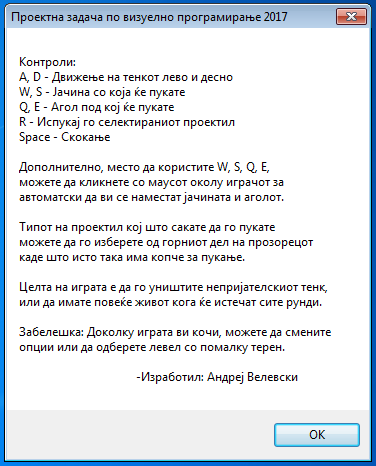 Проектна задача по визуелно програмирање 2017
Контроли:
A, D - Движење на тенкот лево и десно
W, S - Јачина со која ќе пукате
Q, E - Агол под кој ќе пукате
R - Испукај го селектираниот проектил
Space - Скокање
Дополнително, место да користите W, S, Q, E,
можете да кликнете со маусот околу играчот за
автоматски да ви се наместат јачината и аголот.
Типот на проектил кој што сакате да го пукате
можете да го изберете од горниот дел на прозорецот
каде што исто така има копче за пукање.
Целта на играта е да го уништите непријателскиот тенк,
или да имате повеќе живот кога ќе истечат сите рунди.
Забелешка: Доколку играта ви кочи, можете да смените
опции или да одберете левел со помалку терен.
-Изработил: Андреј Велевски
OK